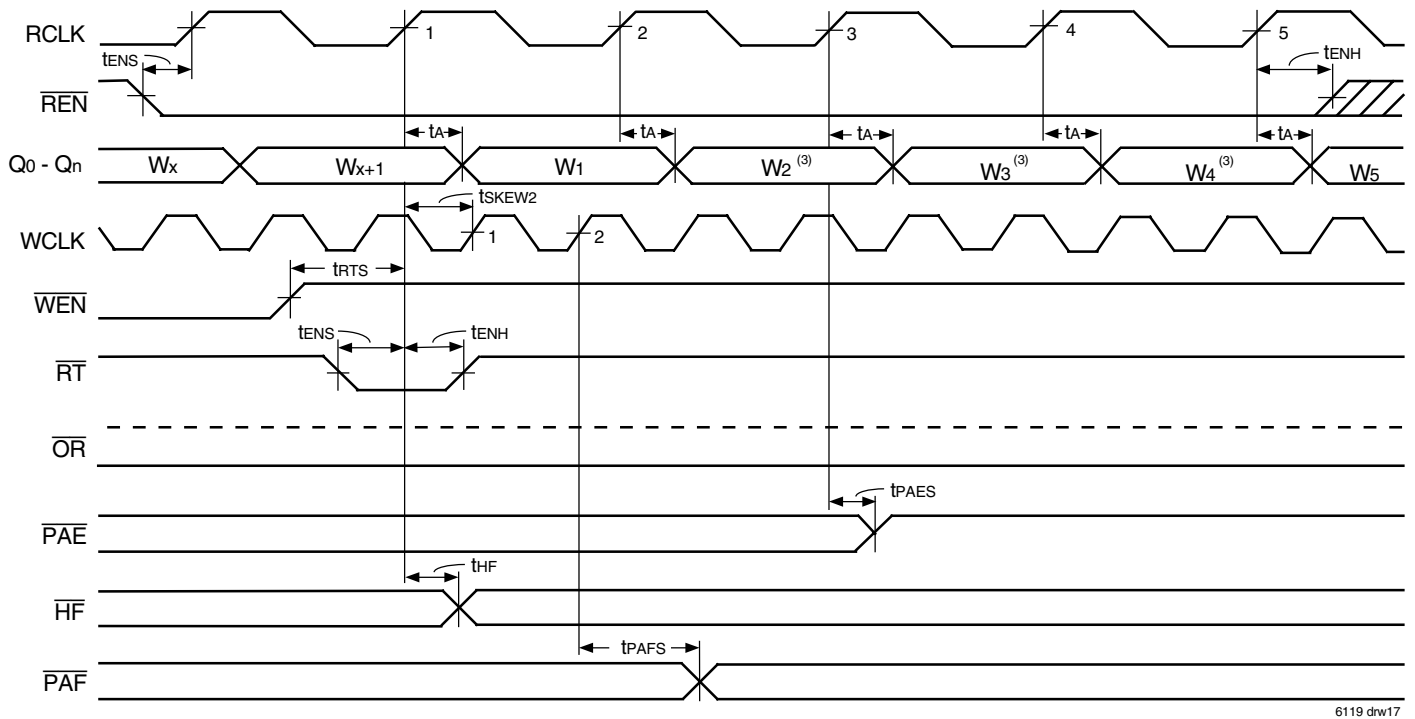 RCLK 1 2 3 4 5
tENS tENH
REN
tA tA tA tA tA
Q0 - Qn Wx Wx+1 W1 W2 (3) W3 (3) W4 (3) W5
tSKEW2
WCLK 1 2
tRTS
WEN
tENS tENH
RT
OR
tPAES
PAE
tHF
HF
tPAFS
PAF
6119 drw17